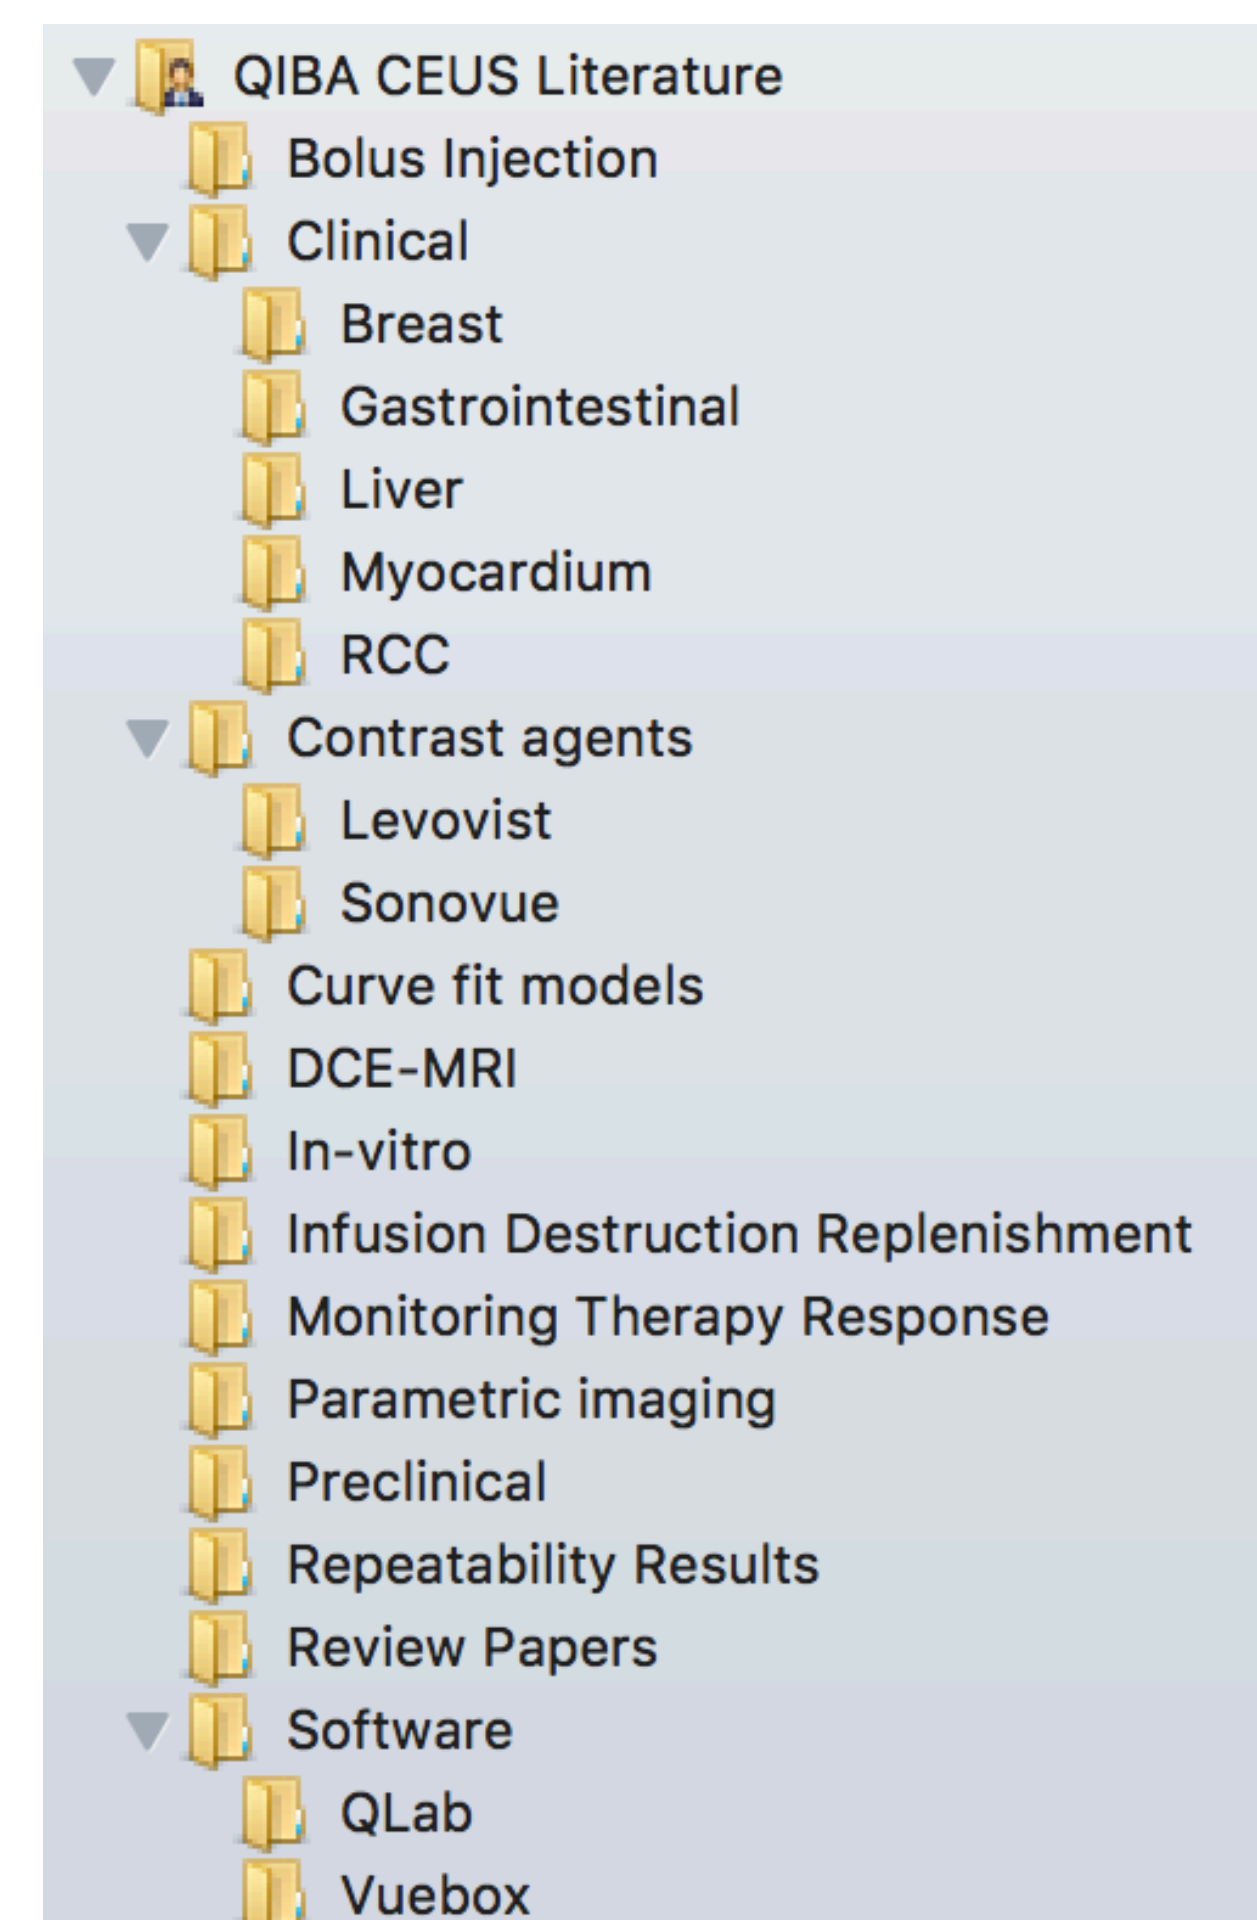 QIBA CEUS Literature
Bolus Injection
Clinical
Breast
Gastrointestinal
Liver
Myocardium
RCC
Contrast agents
Levovist
Sonovue
Curve fit models
DCE-MRI
In-vitro
Infusion Destruction Replenishment
Monitoring Therapy Response
Parametric imaging
Preclinical
Repeatability Results
Review Papers
Software
QLab
Vuebox